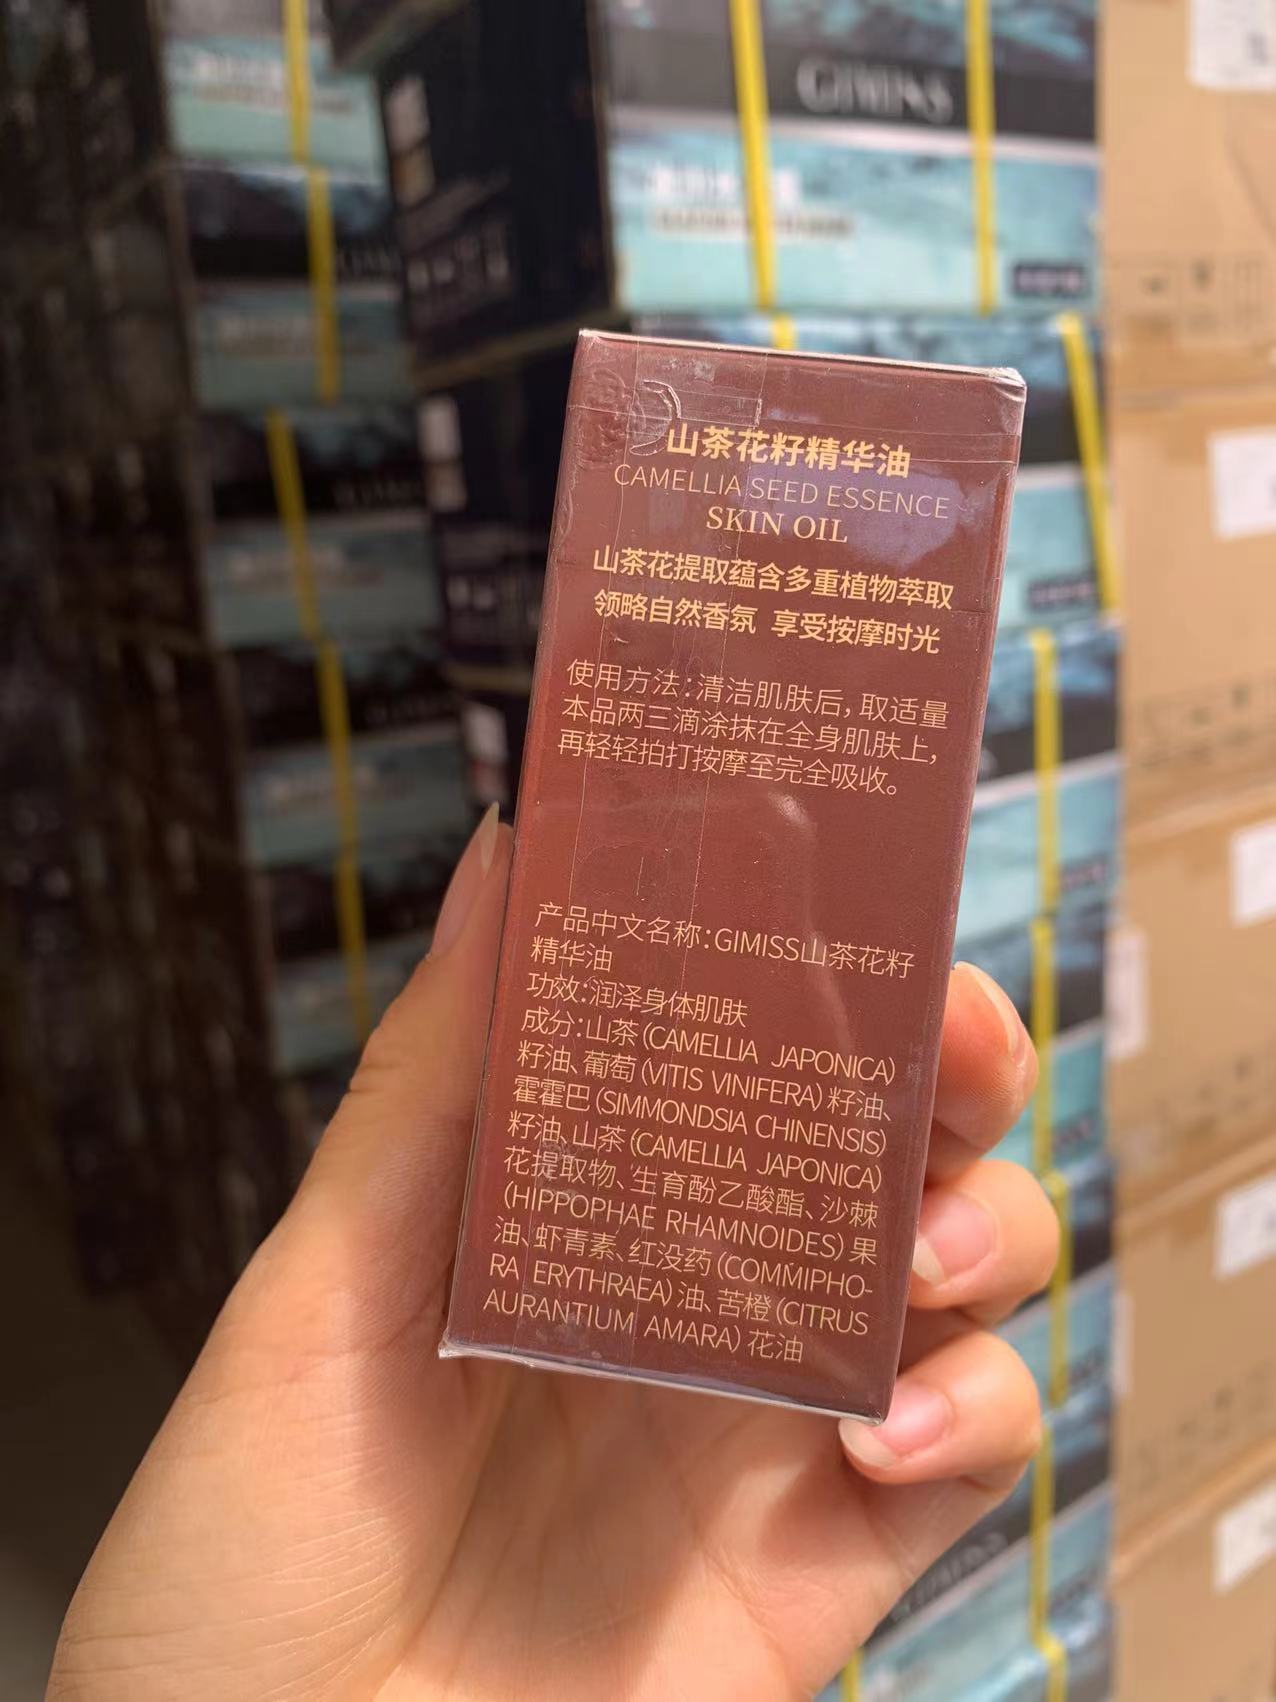 GIMISS
山茶花籽精华油
CAMELLIA SEED ESSENCE
SKIN OIL
山茶花提取蕴含多重植物萃取
领略自然香氛 享受按摩时光
使用方法:清洁肌肤后,取适量
本品两三滴涂抹在全身肌肤上,
再轻轻拍打按摩至完全吸收。
产品中文名称:GIMISS山茶花籽
精华油
功效:润泽身体肌肤
成分:山茶(CAMELLIA JAPONICA)
籽油、葡萄(VITIS VINIFERA)籽油、
霍霍巴(SIMMONDSIA CHINENSIS)
籽油、山茶(CAMELLIA JAPONICA)
花提取物、生育酚乙酸酯、沙棘
(HIPPOPHAE RHAMNOIDES)果
油、虾青素、红没药(COMMIPHO-
RA ERYTHRAEA)油、苦橙(CITRUS
AURANTIUM AMARA)花油